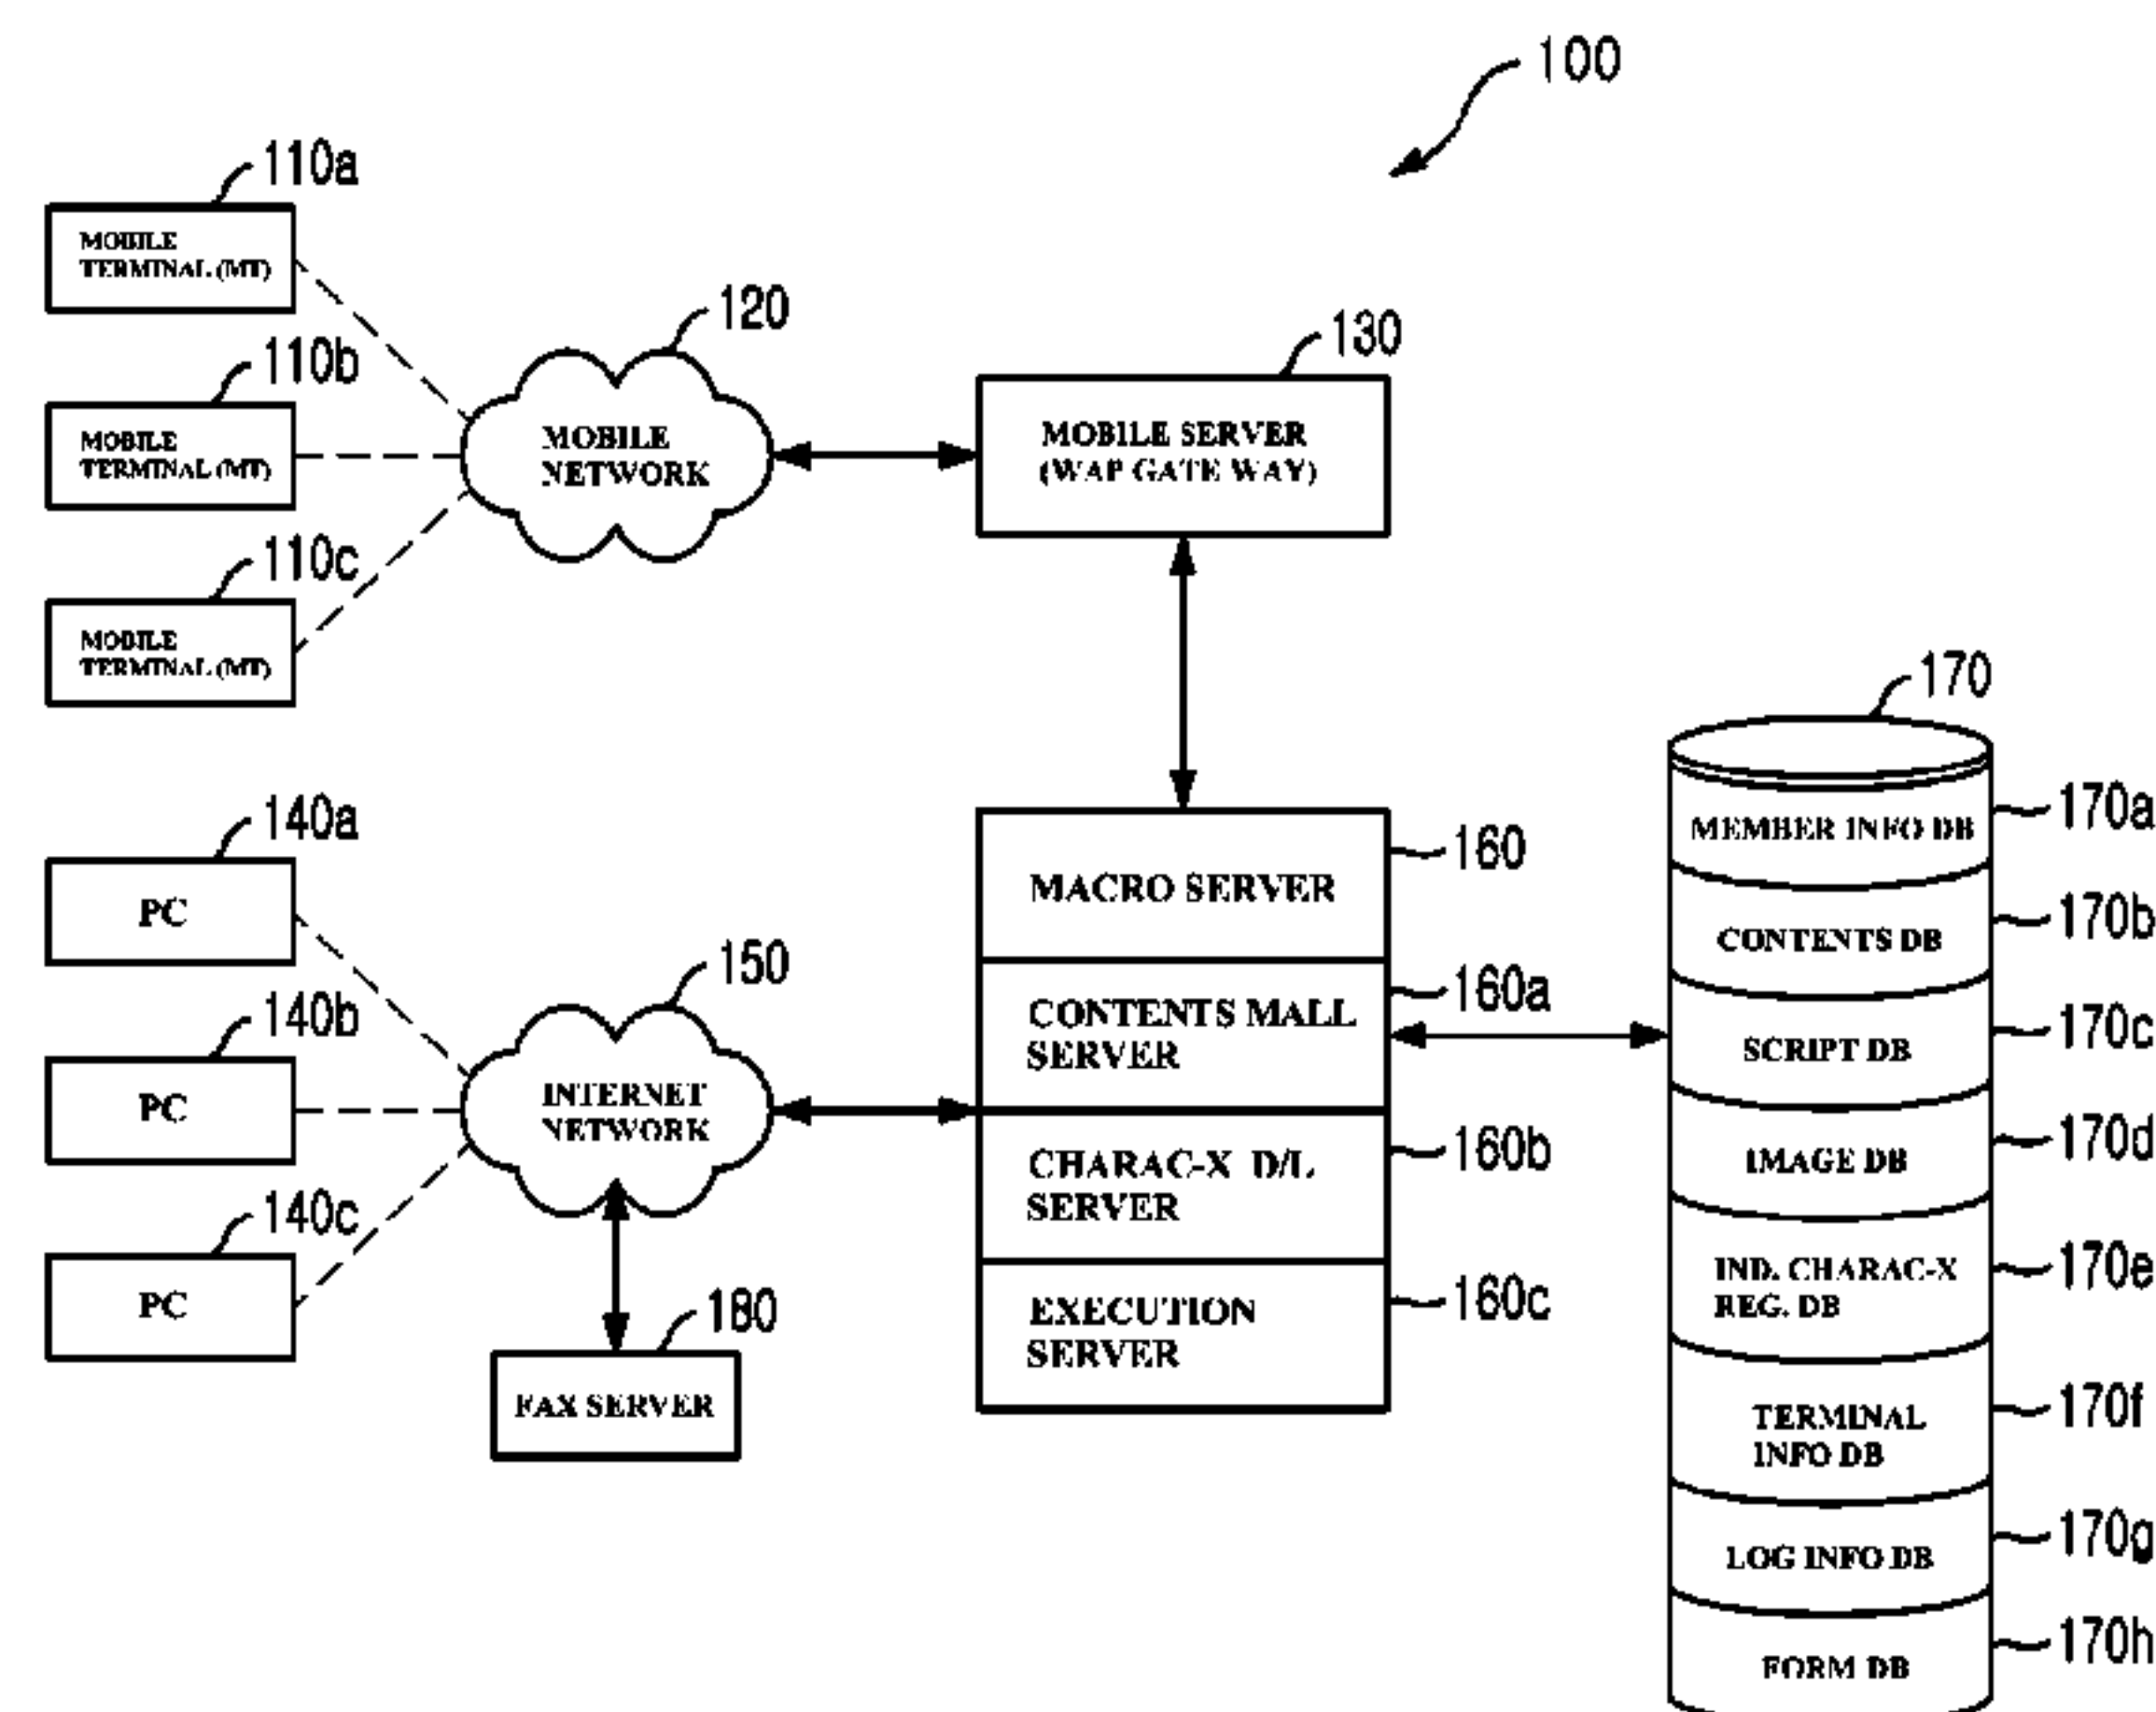 100
110a
MOBILE
TERMINAL (MT)
110b
MOBILE
TERMINAL (MT)
110c
MOBILE
TERMINAL (MT)
120
MOBILE
NETWORK
130
MOBILE SERVER
(WAP GATE WAY)
140a
PC
140b
PC
140c
PC
150
INTERNET
NETWORK
180
FAX SERVER
160
MACRO SERVER
160a
CONTENTS MALL
SERVER
160b
CHARAC-X D/L
SERVER
160c
EXECUTION
SERVER
170
170a
MEMBER INFO DB
170b
CONTENTS DB
170c
SCRIPT DB
170d
IMAGE DB
170e
IND. CHARAC-X
REG. DB
170f
TERMINAL
INFO DB
170g
LOG INFO DB
170h
FORM DB